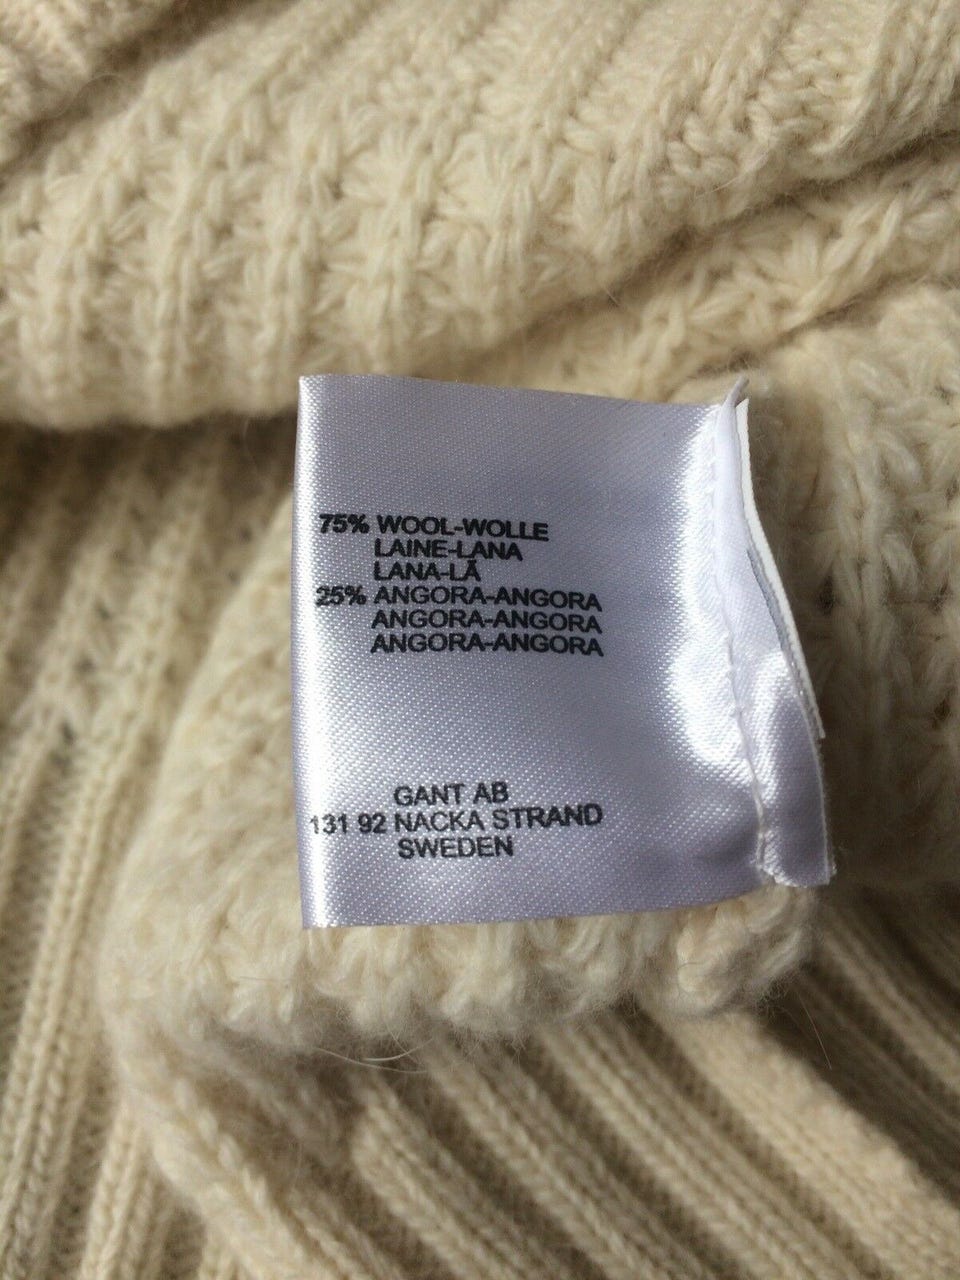 75% WOOL-WOLLE
LAINE-LANA
LANA-LÃ
25% ANGORA-ANGORA
ANGORA-ANGORA
ANGORA-ANGORA
GANT AB
131 92 NACKA STRAND
SWEDEN